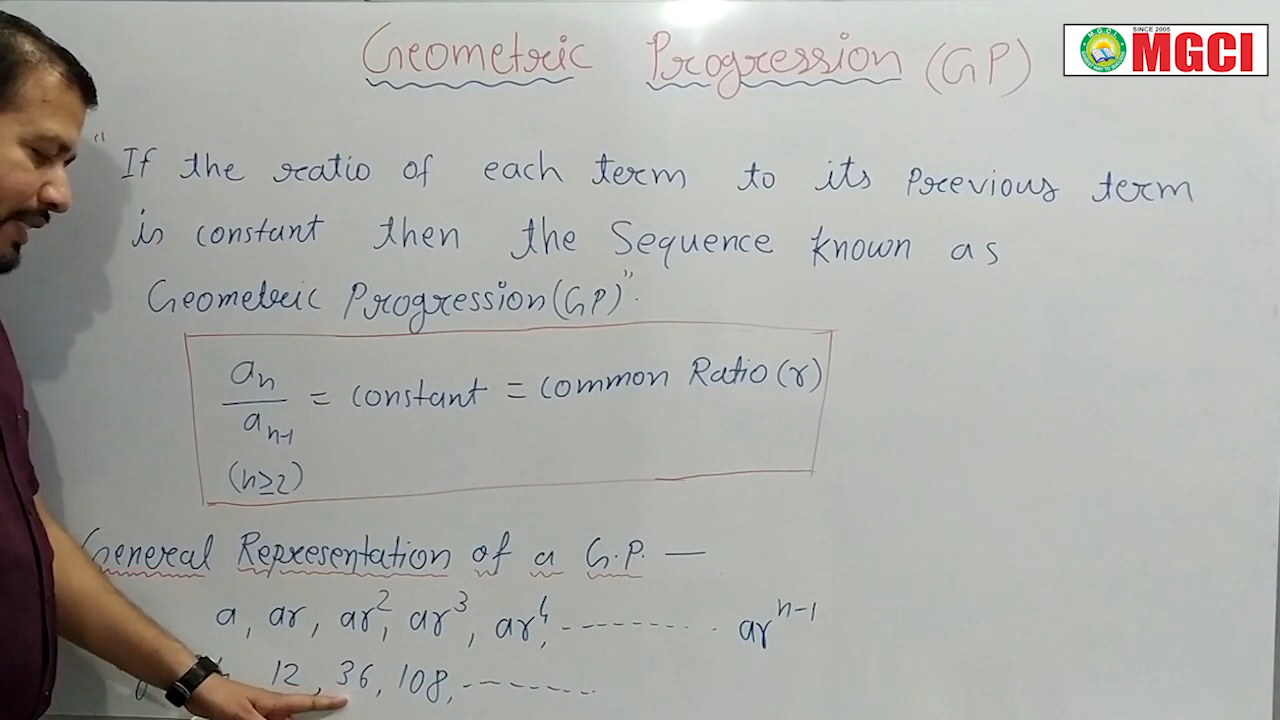 Geometric Progression (GP)
SINCE 2005
MGCI
"If the ratio of each term to its Previous term
is constant then the Sequence known as
Geometric Progression (GP)".
aₙ/aₙ₋₁ = constant = common Ratio (r)
(n≥2)
General Representation of a G.P. —
a, ar, ar², ar³, ar⁴, --------- arⁿ⁻¹
12, 36, 108, --------